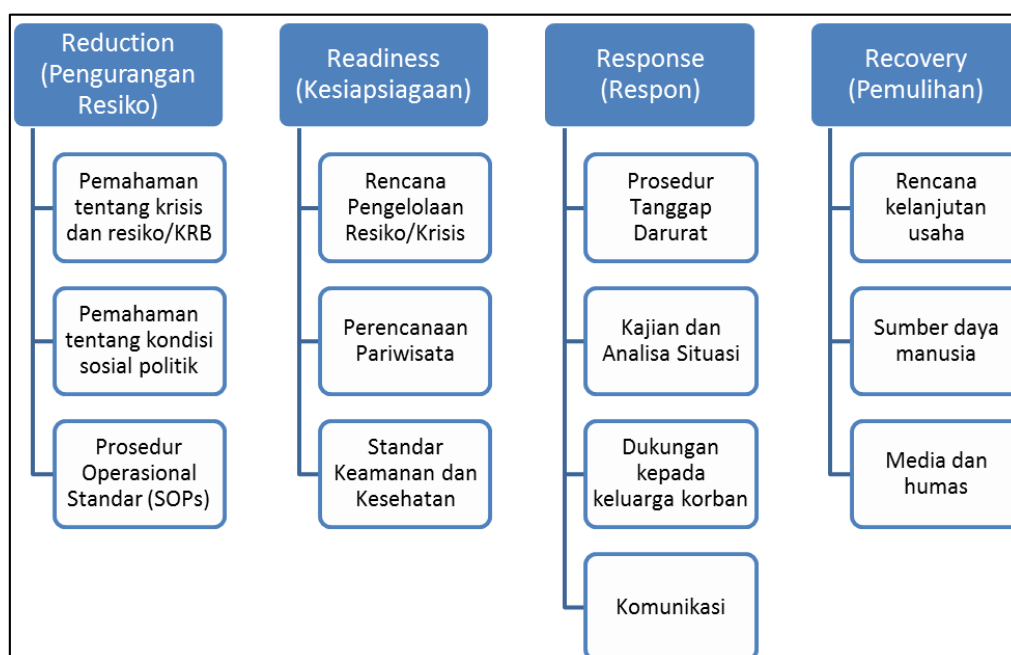 Reduction
(Pengurangan
Resiko)
Pemahaman
tentang krisis
dan resiko/KRB
Pemahaman
tentang kondisi
sosial politik
Prosedur
Operasional
Standar (SOPs)
Readiness
(Kesiapsiagaan)
Rencana
Pengelolaan
Resiko/Krisis
Perencanaan
Pariwisata
Standar
Keamanan dan
Kesehatan
Response
(Respon)
Prosedur
Tanggap
Darurat
Kajian dan
Analisa Situasi
Dukungan
kepada
keluarga korban
Komunikasi
Recovery
(Pemulihan)
Rencana
kelanjutan
usaha
Sumber daya
manusia
Media dan
humas